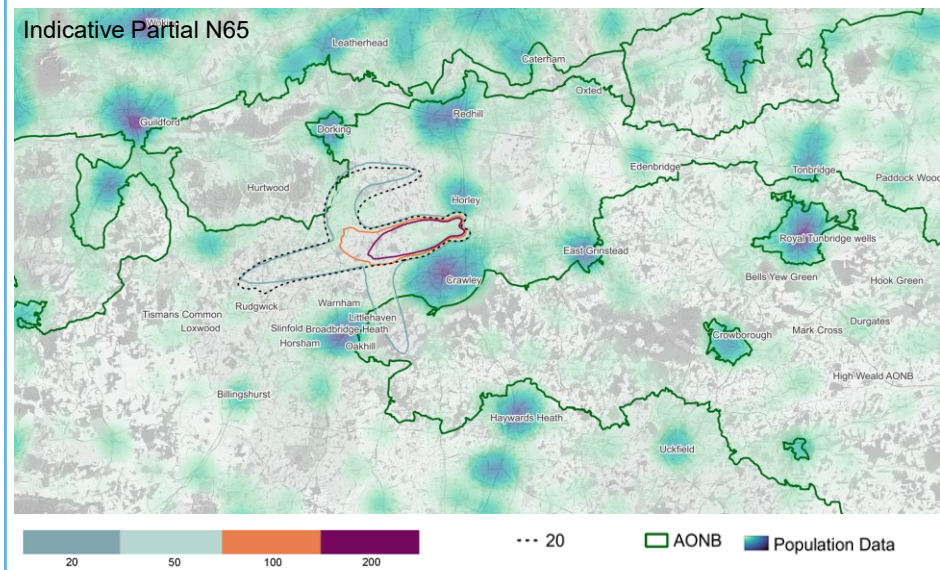 Indicative Partial N65
Woking
Leatherhead
Caterham
Oxted
Guildford
Redhill
Dorking
Edenbridge
Tonbridge
Paddock Wood
Hurtwood
Horley
East Grinstead
Royal Tunbridge wells
Crawley
Bells Yew Green
Hook Green
Rudgwick
Warnham
Tismans Common
Littlehaven
Loxwood
Slinfold
Broadbridge Heath
Durgates
Mark Cross
Horsham
Oakhill
Crowborough
High Weald AONB
Billingshurst
Haywards Heath
Uckfield
20 50 100 200
20
AONB
Population Data